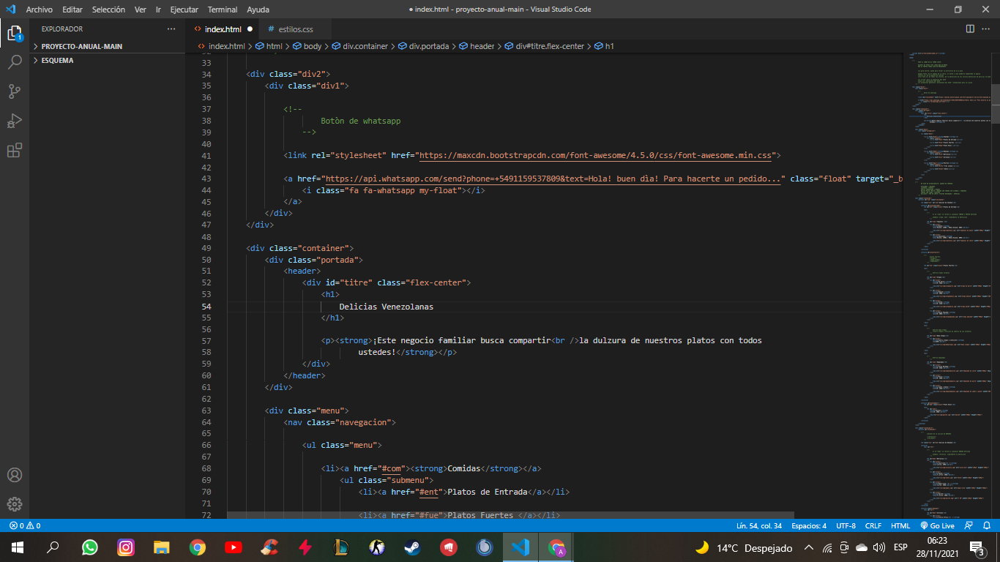 Archivo Editar Selección Ver Ir Ejecutar Terminal Ayuda
● index.html - proyecto-anual-main - Visual Studio Code
EXPLORADOR ...
PROYECTO-ANUAL-MAIN
ESQUEMA
1
<> index.html ● # estilos.css
<> index.html > html > body > div.container > div.portada > header > div#titre.flex-center > h1
33
34 <div class="div2">
35 <div class="div1">
36
37 <!--
38 Botòn de whatsapp
39 -->
40
41 <link rel="stylesheet" href="https://maxcdn.bootstrapcdn.com/font-awesome/4.5.0/css/font-awesome.min.css">
42
43 <a href="https://api.whatsapp.com/send?phone=+5491159537809&text=Hola! buen dìa! Para hacerte un pedido..." class="float" target="_b
44 <i class="fa fa-whatsapp my-float"></i>
45 </a>
46 </div>
47 </div>
48
49 <div class="container">
50 <div class="portada">
51 <header>
52 <div id="titre" class="flex-center">
53 <h1>
54 Delicias Venezolanas
55 </h1>
56
57 <p><strong>¡Este negocio familiar busca compartir<br />la dulzura de nuestros platos con todos
58 ustedes!</strong></p>
59 </div>
60 </header>
61 </div>
62
63 <div class="menu">
64 <nav class="navegacion">
65
66 <ul class="menu">
67
68 <li><a href="#com"><strong>Comidas</strong></a>
69 <ul class="submenu">
70 <li><a href="#ent">Platos de Entrada</a></li>
71
72 <li><a href="#fue">Platos Fuertes </a></li>
0 0 Lín. 54, col. 34 Espacios: 4 UTF-8 CRLF HTML Go Live
14°C Despejado ESP 06:23
28/11/2021 3
A